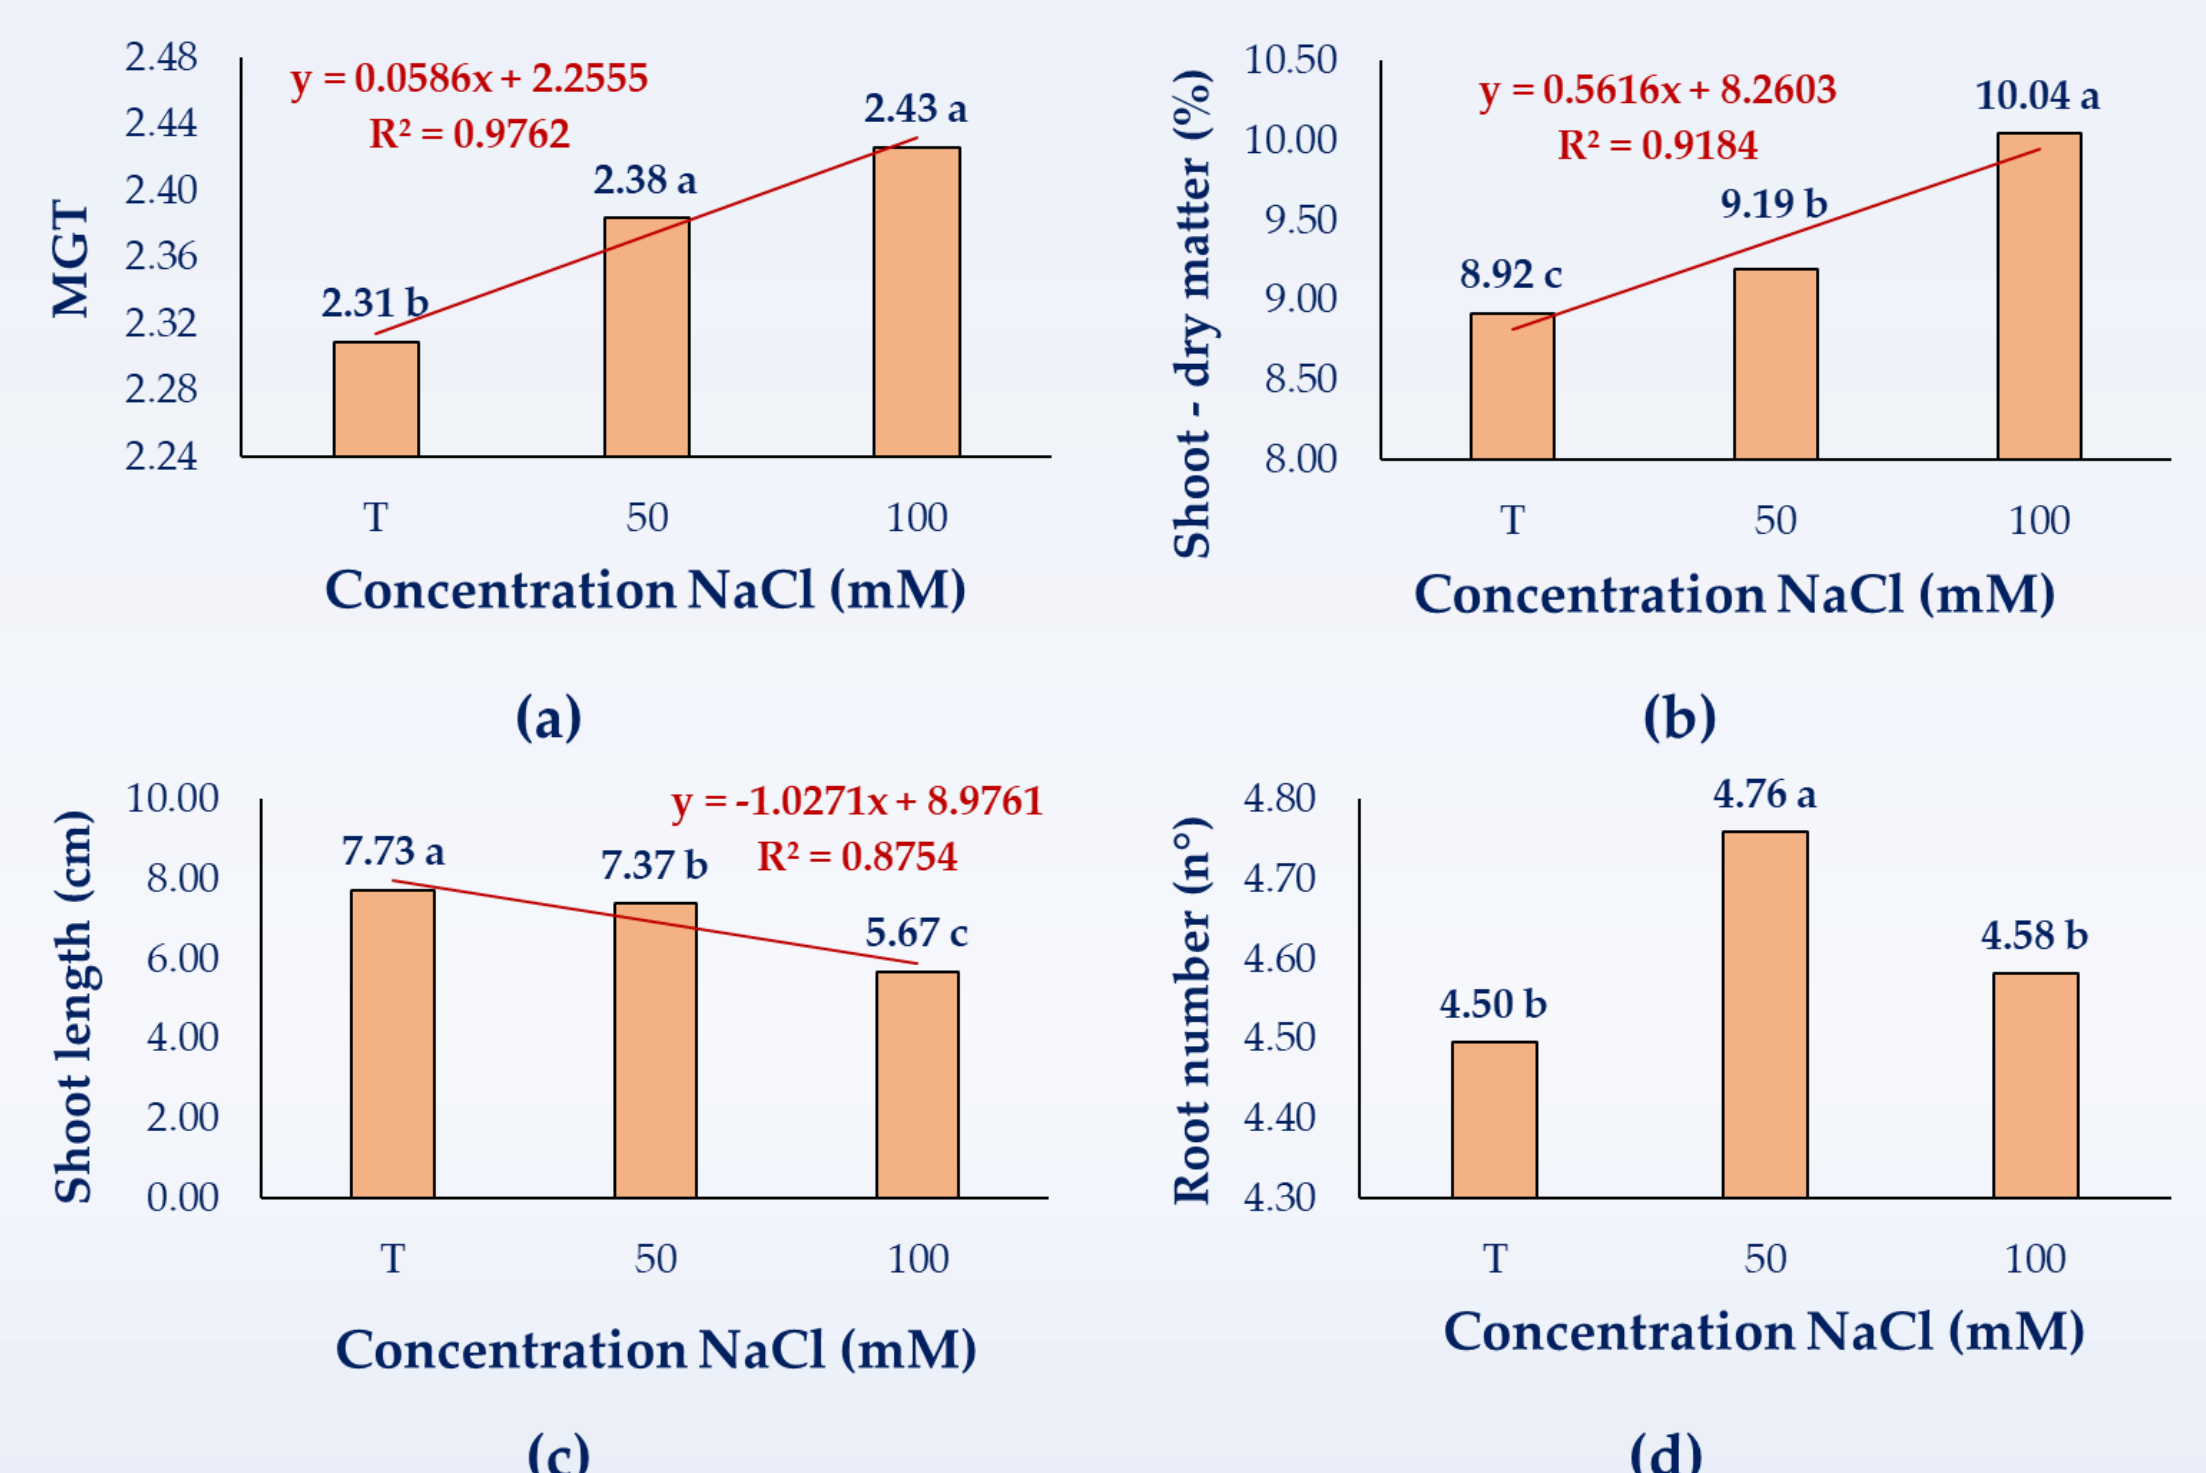 2.48
2.44
2.40
2.36
2.32
2.28
2.24
MGT
y = 0.0586x + 2.2555
R² = 0.9762
2.31 b
2.38 a
2.43 a
T 50 100
Concentration NaCl (mM)
(a)
10.50
10.00
9.50
9.00
8.50
8.00
Shoot - dry matter (%)
y = 0.5616x + 8.2603
R² = 0.9184
8.92 c
9.19 b
10.04 a
T 50 100
Concentration NaCl (mM)
(b)
10.00
8.00
6.00
4.00
2.00
0.00
Shoot length (cm)
y = -1.0271x + 8.9761
R² = 0.8754
7.73 a
7.37 b
5.67 c
T 50 100
Concentration NaCl (mM)
(c)
4.80
4.70
4.60
4.50
4.40
4.30
Root number (n°)
4.50 b
4.76 a
4.58 b
T 50 100
Concentration NaCl (mM)
(d)